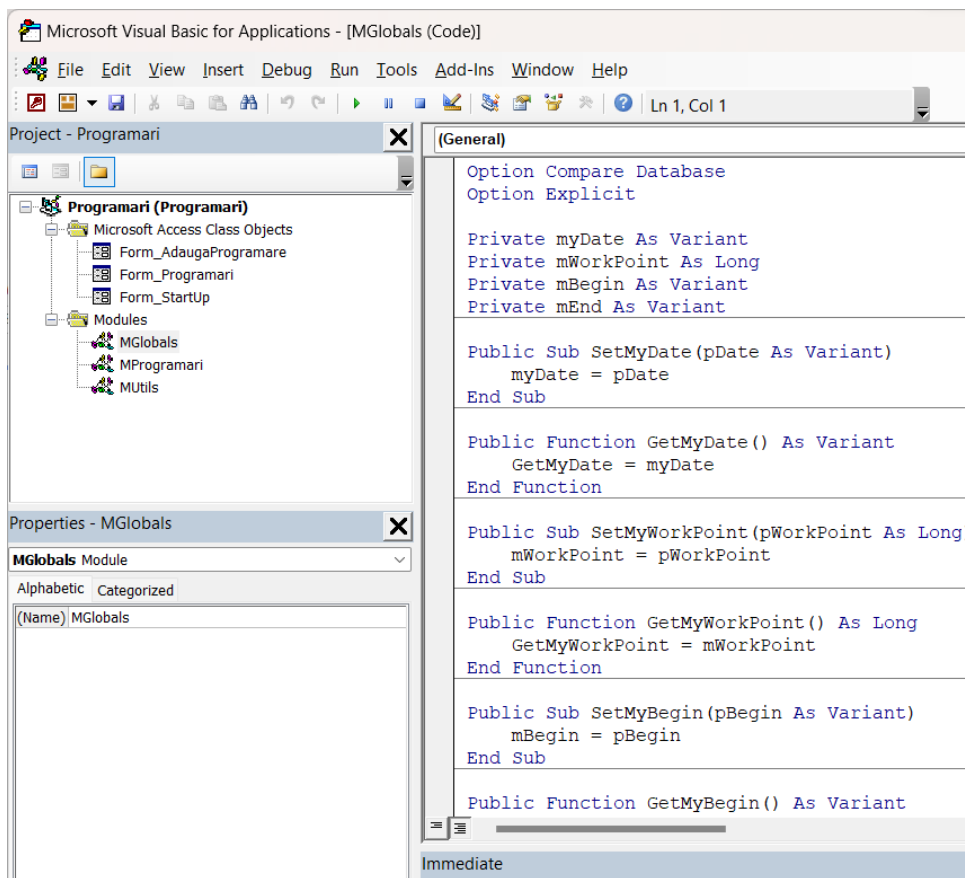 Microsoft Visual Basic for Applications - [MGlobals (Code)]
File Edit View Insert Debug Run Tools Add-Ins Window Help
Ln 1, Col 1
Project - Programari
Programari (Programari)
Microsoft Access Class Objects
Form_AdaugaProgramare
Form_Programari
Form_StartUp
Modules
MGlobals
MProgramari
MUtils
Properties - MGlobals
MGlobals Module
Alphabetic Categorized
(Name) MGlobals
(General)
Option Compare Database
Option Explicit
Private myDate As Variant
Private mWorkPoint As Long
Private mBegin As Variant
Private mEnd As Variant
Public Sub SetMyDate(pDate As Variant)
myDate = pDate
End Sub
Public Function GetMyDate() As Variant
GetMyDate = myDate
End Function
Public Sub SetMyWorkPoint(pWorkPoint As Long
mWorkPoint = pWorkPoint
End Sub
Public Function GetMyWorkPoint() As Long
GetMyWorkPoint = mWorkPoint
End Function
Public Sub SetMyBegin(pBegin As Variant)
mBegin = pBegin
End Sub
Public Function GetMyBegin() As Variant
Immediate